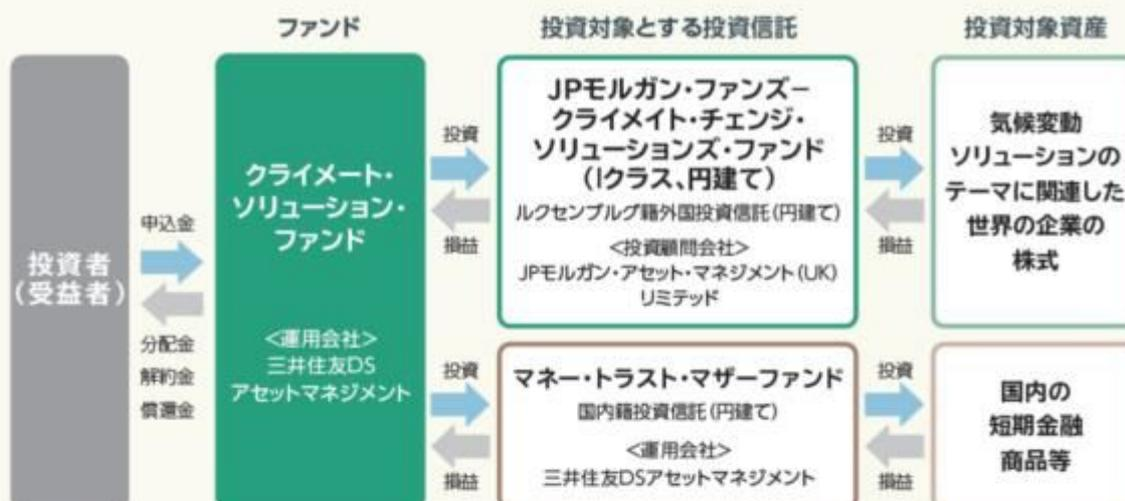 ファンド
投資対象とする投資信託
投資対象資産
投資者
(受益者)
申込金
分配金
解約金
償還金
クライメート・
ソリューション・
ファンド
<運用会社>
三井住友DS
アセットマネジメント
投資
損益
JPモルガン・ファンズー
クライメイト・チェンジ・
ソリューションズ・ファンド
(Iクラス、円建て)
ルクセンブルグ籍外国投資信託(円建て)
<投資顧問会社>
JPモルガン・アセット・マネジメント(UK)
リミテッド
投資
損益
気候変動
ソリューションの
テーマに関連した
世界の企業の
株式
投資
損益
マネー・トラスト・マザーファンド
国内籍投資信託(円建て)
<運用会社>
三井住友DSアセットマネジメント
投資
損益
国内の
短期金融
商品等